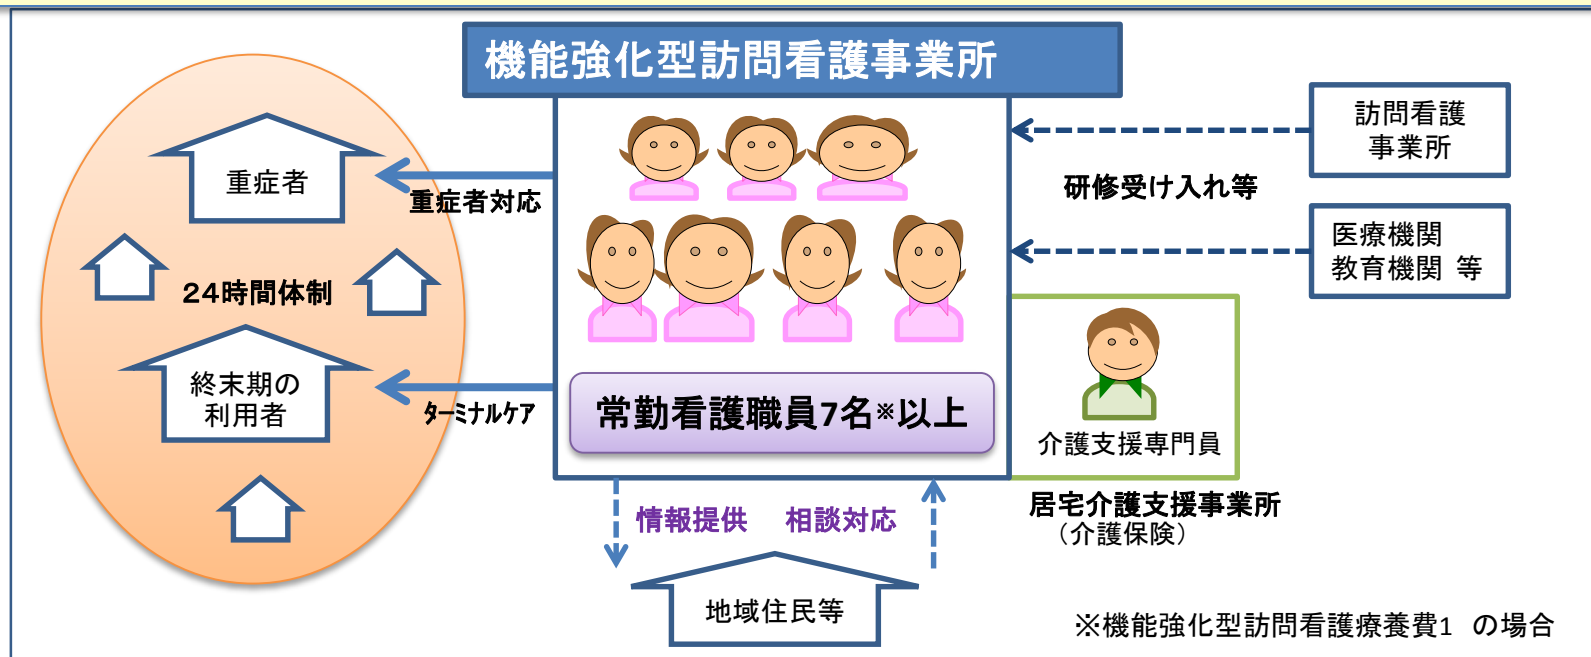 機能強化型訪問看護事業所
重症者
重症者対応
24時間体制
終末期の
利用者
ターミナルケア
常勤看護職員7名※以上
訪問看護
事業所
研修受け入れ等
医療機関
教育機関 等
介護支援専門員
居宅介護支援事業所
（介護保険）
情報提供 相談対応
地域住民等
※機能強化型訪問看護療養費1 の場合